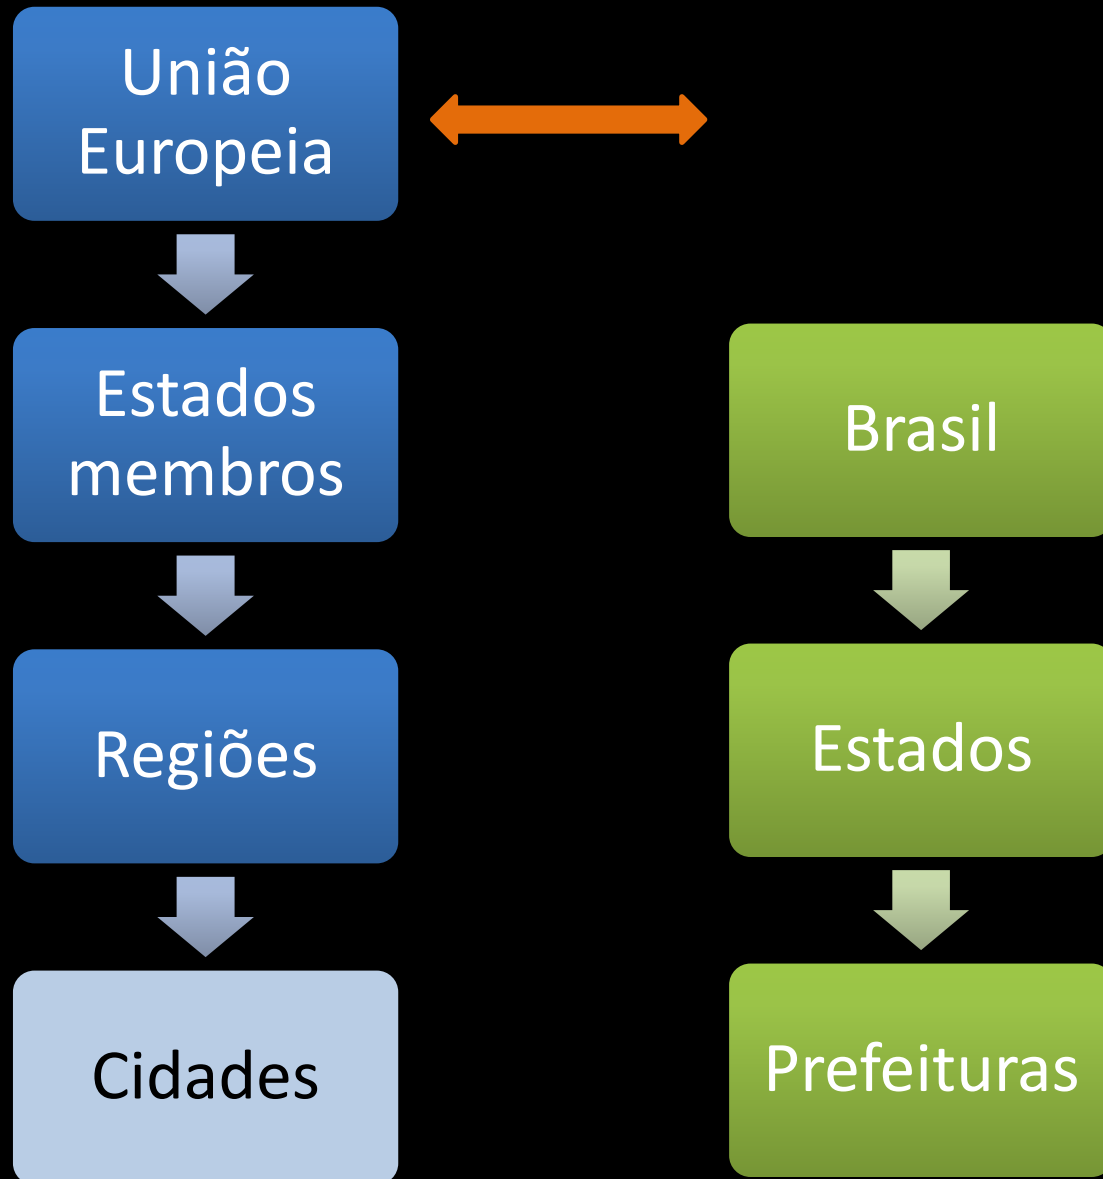 União
Europeia
Estados
membros
Regiões
Cidades
Brasil
Estados
Prefeituras